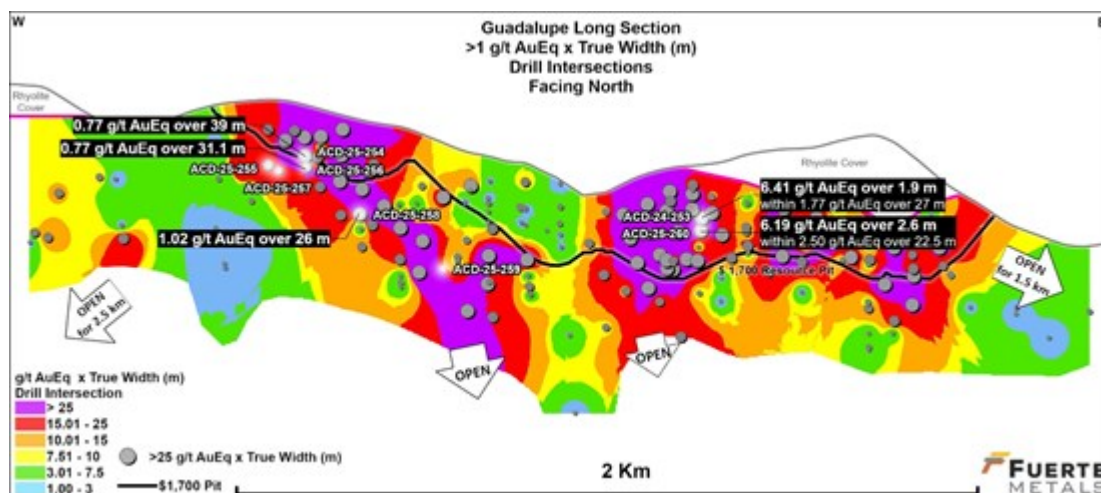 W
Guadalupe Long Section
>1 g/t AuEq x True Width (m)
Drill Intersections
Facing North
E
Rhyolite
Cover
0.77 g/t AuEq over 39 m
0.77 g/t AuEq over 31.1 m
ACD-25-254
ACD-25-255
ACD-25-256
ACD-25-257
ACD-25-258
1.02 g/t AuEq over 26 m
ACD-25-259
Rhyolite Cover
6.41 g/t AuEq over 1.9 m
within 1.77 g/t AuEq over 27 m
ACD-24-253
ACD-25-260
6.19 g/t AuEq over 2.6 m
within 2.50 g/t AuEq over 22.5 m
$ 1,700 Resource Pit
OPEN
for 2.5 km
OPEN
OPEN
OPEN
for 1.5 km
g/t AuEq x True Width (m)
Drill Intersection
> 25
15.01 - 25
10.01 - 15
7.51 - 10
3.01 - 7.5
1.00 - 3
>25 g/t AuEq x True Width (m)
$1,700 Pit
2 Km
FUERTE
METALS